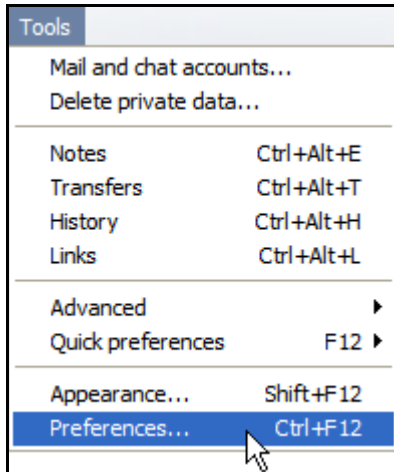 Tools
Mail and chat accounts...
Delete private data...
Notes Ctrl+Alt+E
Transfers Ctrl+Alt+T
History Ctrl+Alt+H
Links Ctrl+Alt+L
Advanced
Quick preferences F12
Appearance... Shift+F12
Preferences... Ctrl+F12